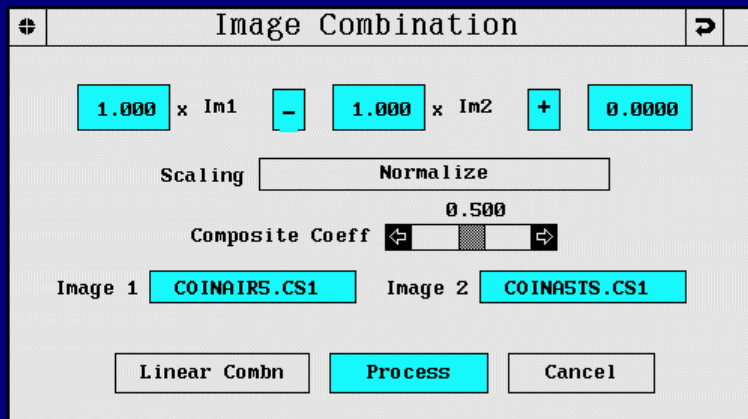 Image Combination
1.000 x Im1 - 1.000 x Im2 + 0.0000
Scaling Normalize
0.500
Composite Coeff
Image 1 COINAIR5.CS1 Image 2 COINA5TS.CS1
Linear Combn Process Cancel